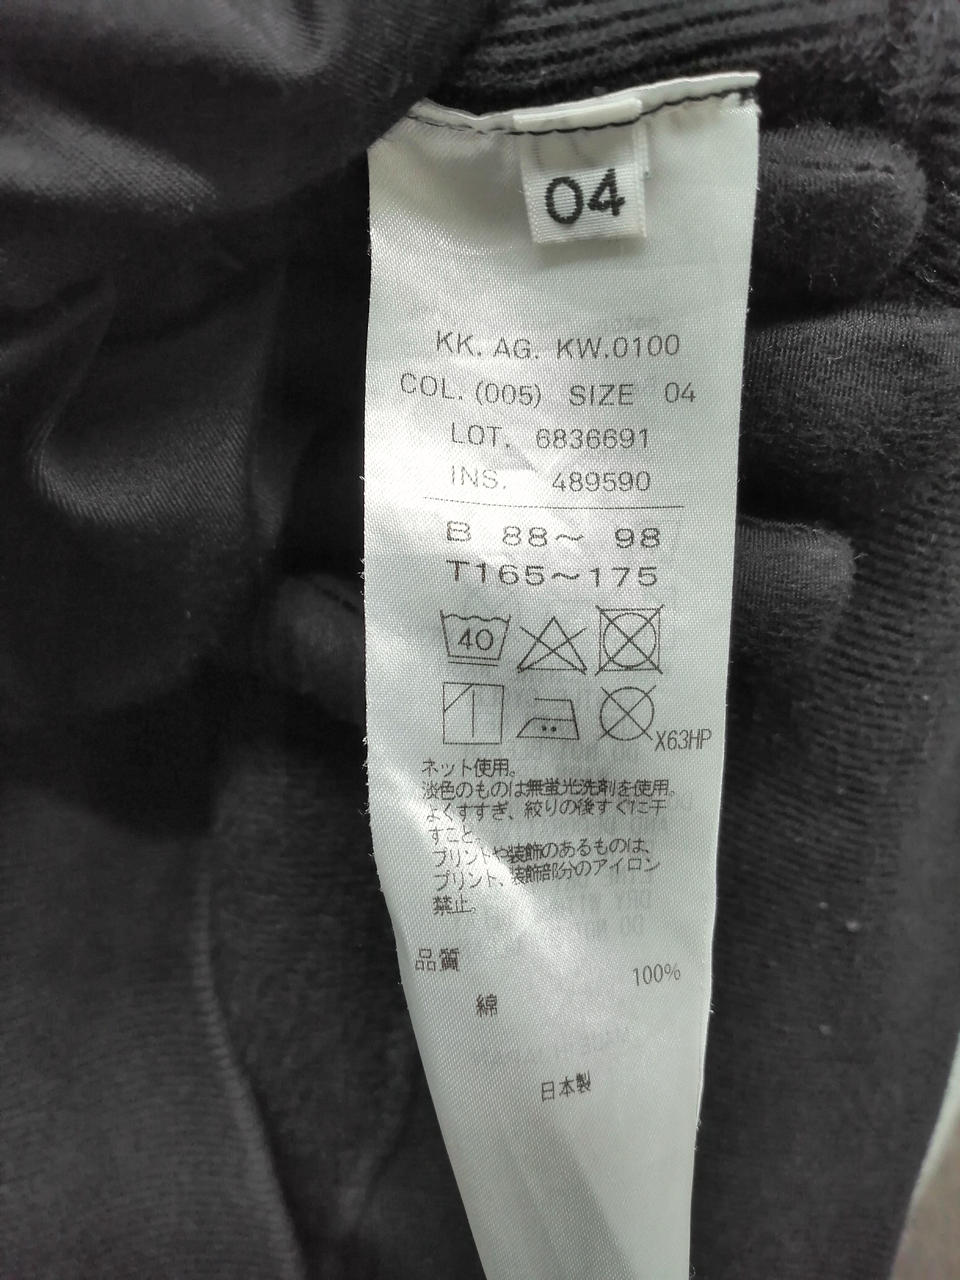 04
KK. AG. KW.0100
COL. (005) SIZE 04
LOT. 6836691
INS. 489590
B 88〜 98
T165〜175
40
X63HP
ネット使用。
淡色のものは無蛍光洗剤を使用。
よくすすぎ、絞りの後すぐに干
すこと。
プリントや装飾のあるものは、
プリント、装飾部分のアイロン
禁止。
品質
100%
綿
日本製